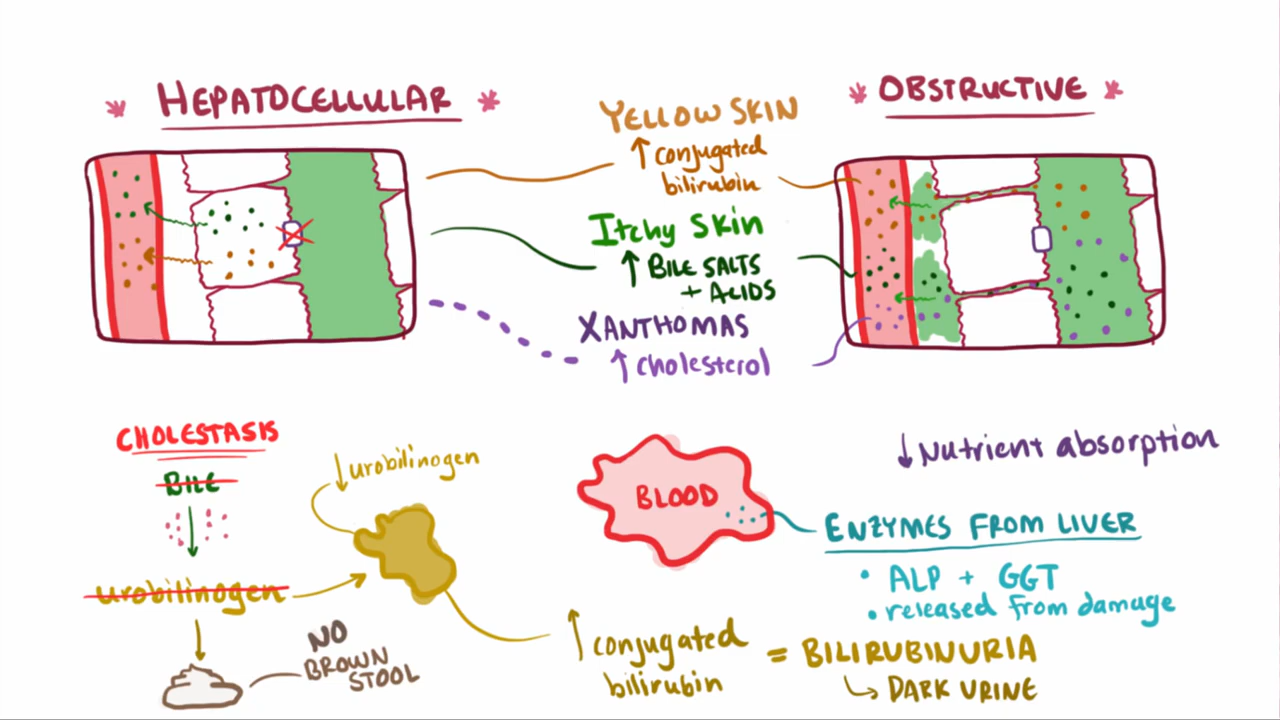 * HEPATOCELLULAR *
YELLOW SKIN
↑ conjugated
bilirubin
Itchy Skin
↑ BILE SALTS
+ ACIDS
XANTHOMAS
↑ cholesterol
* OBSTRUCTIVE *
CHOLESTASIS
BILE
urobilinogen
NO
BROWN
STOOL
↓ urobilinogen
BLOOD
↓ Nutrient absorption
ENZYMES FROM LIVER
• ALP + GGT
• released from damage
↑ conjugated
bilirubin
= BILIRUBINURIA
↳ DARK URINE